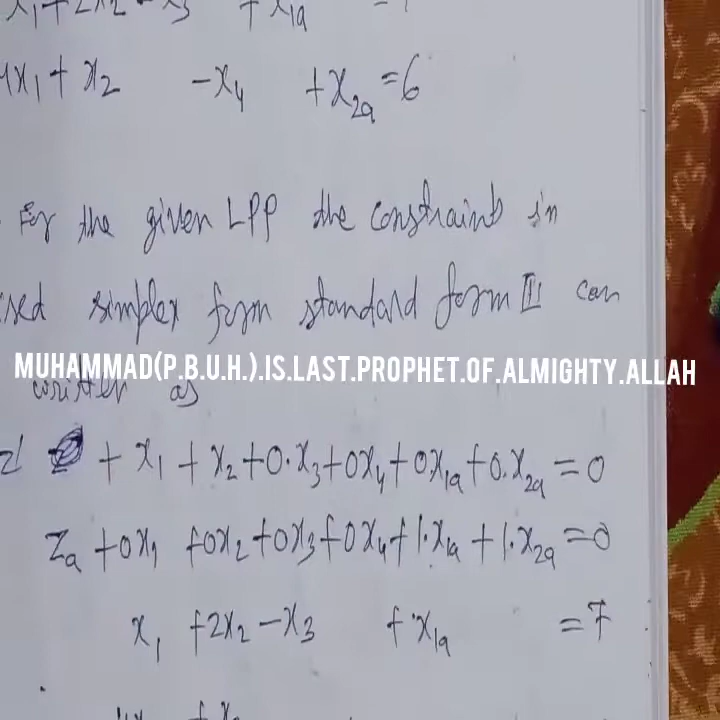 x₁+2x₂-x₃ +x₁ₐ =7
4x₁+x₂ -x₄ +x₂ₐ=6
For the given LPP the constraints in
simplex form standard form II can
MUHAMMAD(P.B.U.H.).IS.LAST.PROPHET.OF.ALMIGHTY.ALLAH
written as
z' + x₁ + x₂ +0.x₃+0x₄+0x₁ₐ+0.x₂ₐ=0
Zₐ +0x₁ +0x₂ +0x₃+0x₄+1.x₁ₐ +1.x₂ₐ=0
x₁ +2x₂-x₃ +x₁ₐ =7